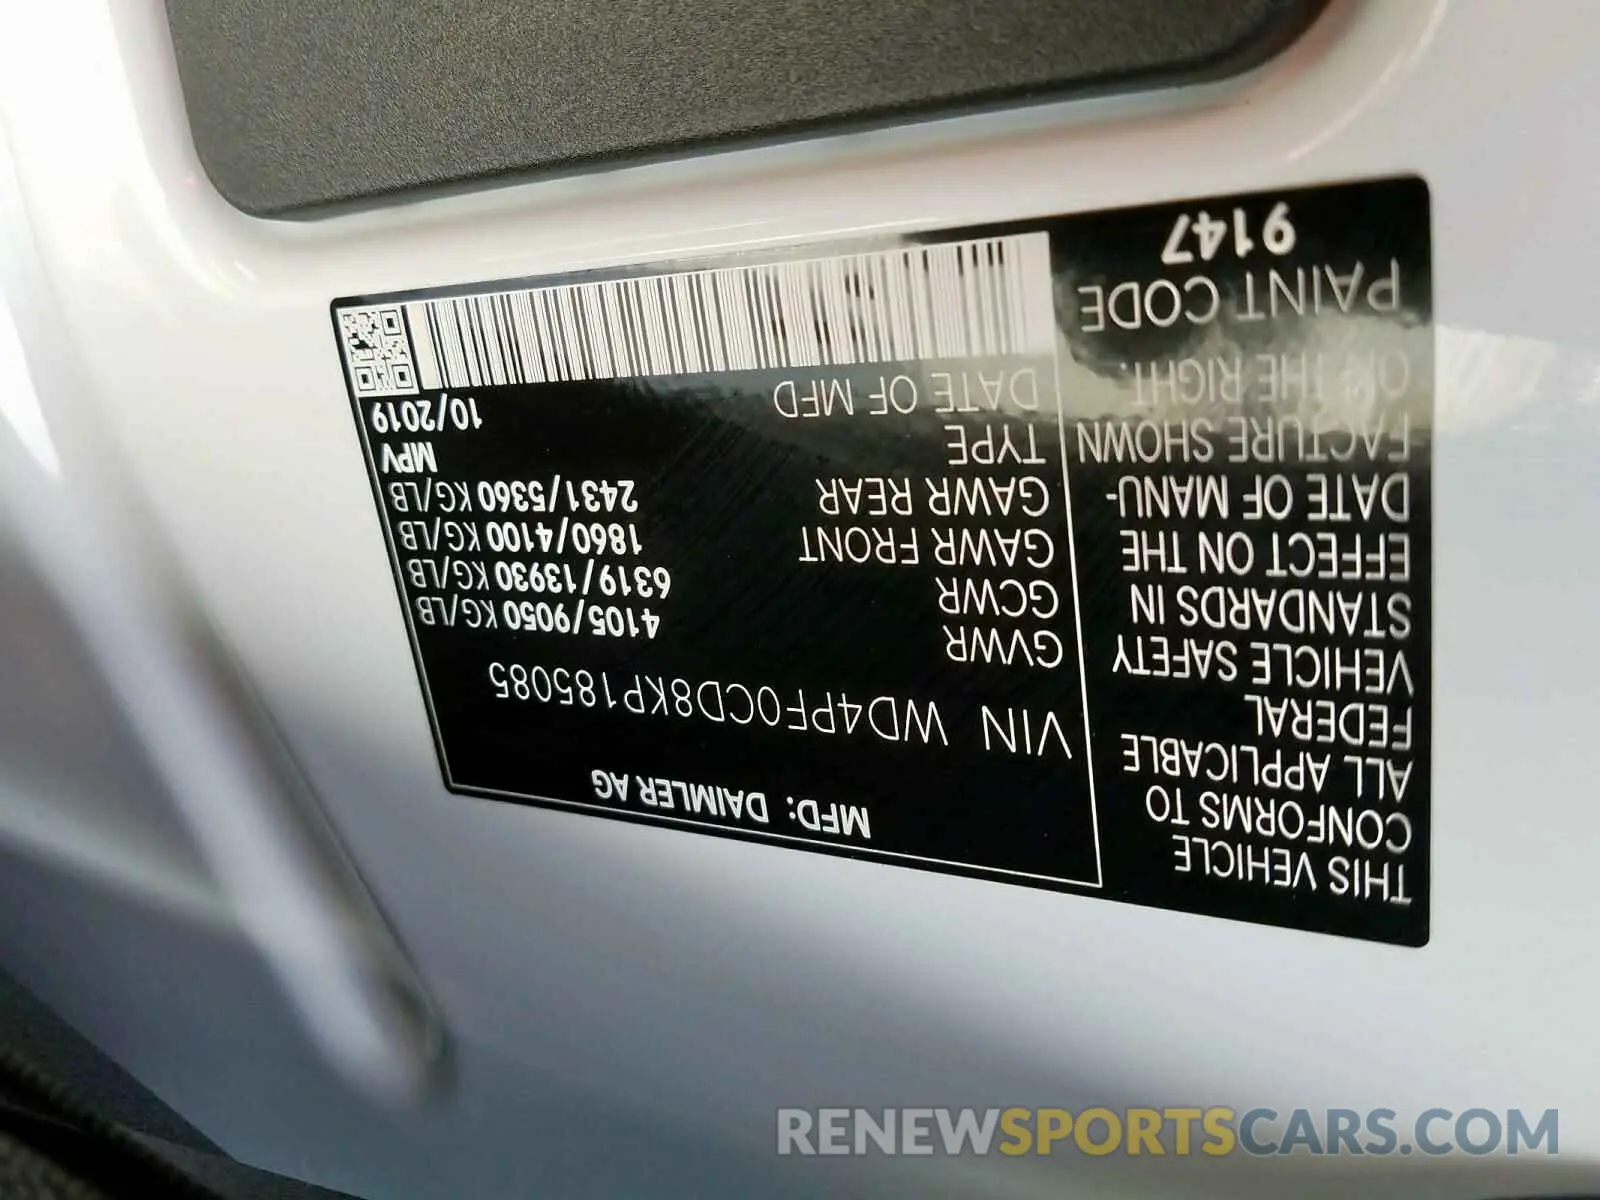 THIS VEHICLE
CONFORMS TO
ALL APPLICABLE
FEDERAL
VEHICLE SAFETY
STANDARDS IN
EFFECT ON THE
DATE OF MANU-
FACTURE SHOWN
ON THE RIGHT.
PAINT CODE
9147
MFD: DAIMLER AG
VIN WD4PF0CD8KP185085
GVWR 4105/9050 KG/LB
GCWR 6319/13930 KG/LB
GAWR FRONT 1860/4100 KG/LB
GAWR REAR 2431/5360 KG/LB
TYPE MPV
DATE OF MFD 10/2019
RENEWSPORTSCARS.COM